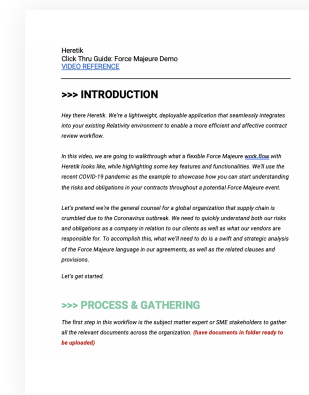 Heretik
Click Thru Guide: Force Majeure Demo
VIDEO REFERENCE
>>> INTRODUCTION
Hey there Heretik. We're a lightweight, deployable application that seamlessly integrates
into your existing Relativity environment to enable a more efficient and affective contract
review workflow.
In this video, we are going to walkthrough what a flexible Force Majeure work flow with
Heretik looks like, while highlighting some key features and functionalities. We'll use the
recent COVID-19 pandemic as the example to showcase how you can start understanding
the risks and obligations in your contracts throughout a potential Force Majeure event.
Let's pretend we're the general counsel for a global organization that supply chain is
crumbled due to the Coronavirus outbreak. We need to quickly understand both our risks
and obligations as a company in relation to our clients as well as what our vendors are
responsible for. To accomplish this, what we'll need to do is a swift and strategic analysis
of the Force Majeure language in our agreements, as well as the related clauses and
provisions.
Let's get started.
>>> PROCESS & GATHERING
The first step in this workflow is the subject matter expert or SME stakeholders to gather
all the relevant documents across the organization. (have documents in folder ready to
be uploaded)